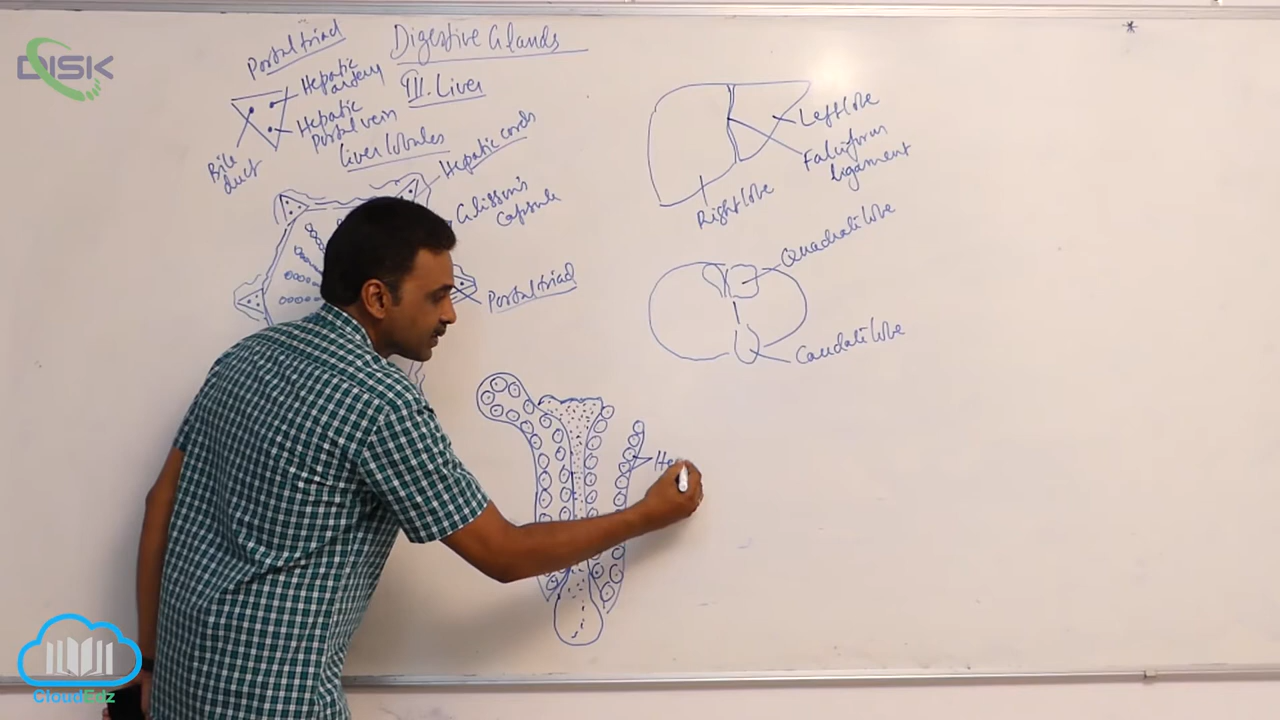 DISK
Portal triad
Hepatic
artery
Hepatic
Portal vein
Bile
duct
Digestive Glands
III. Liver
Liver lobules
Hepatic cords
Glisson's
Capsule
Portal triad
Left lobe
Falciform
ligament
Right lobe
Quadrate lobe
Caudate lobe
He
CloudEdz